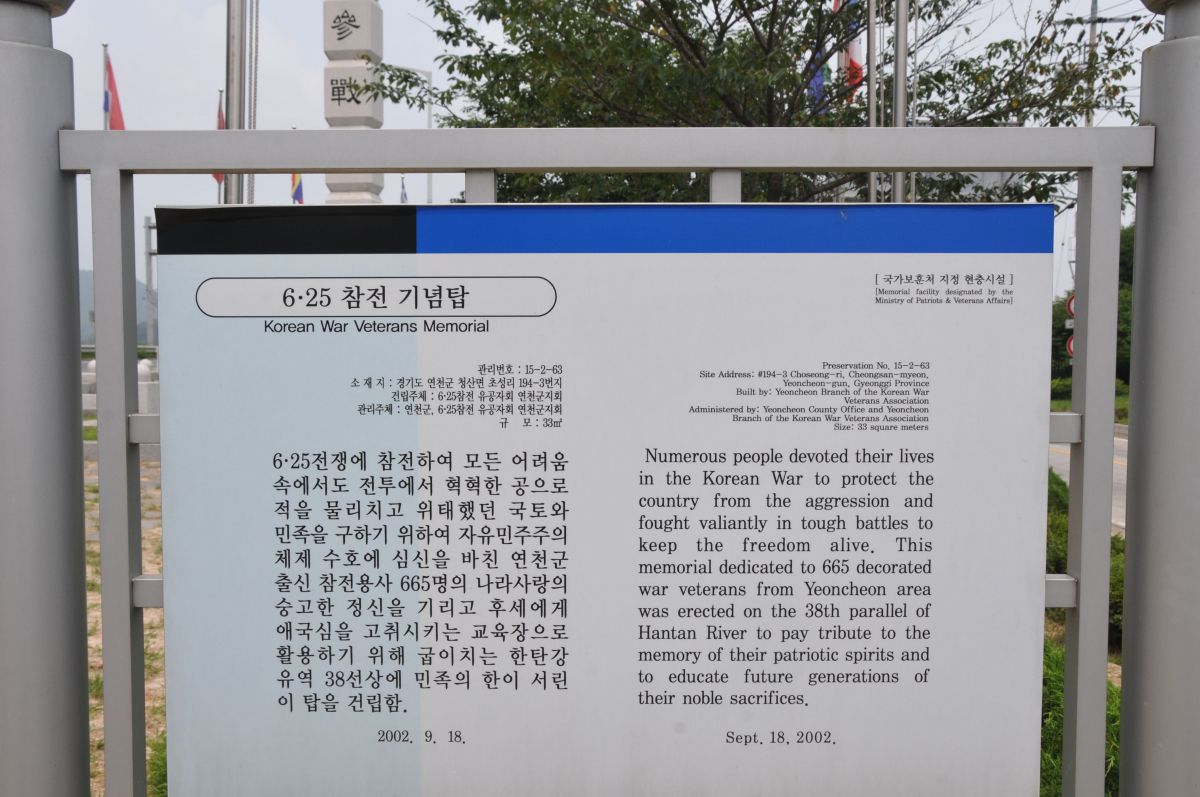 參
戰
6·25 참전 기념탑
Korean War Veterans Memorial
[ 국가보훈처 지정 현충시설 ]
[Memorial facility designated by the
Ministry of Patriots & Veterans Affairs]
관리번호 : 15-2-63
소 재 지 : 경기도 연천군 청산면 초성리 194-3번지
건립주체 : 6·25참전 유공자회 연천군지회
관리주체 : 연천군, 6·25참전 유공자회 연천군지회
규 모 : 33㎡
6·25전쟁에 참전하여 모든 어려움
속에서도 전투에서 혁혁한 공으로
적을 물리치고 위태했던 국토와
민족을 구하기 위하여 자유민주주의
체제 수호에 심신을 바친 연천군
출신 참전용사 665명의 나라사랑의
숭고한 정신을 기리고 후세에게
애국심을 고취시키는 교육장으로
활용하기 위해 굽이치는 한탄강
유역 38선상에 민족의 한이 서린
이 탑을 건립함.
2002. 9. 18.
Preservation No. 15-2-63
Site Address: #194-3 Choseong-ri, Cheongsan-myeon,
Yeoncheon-gun, Gyeonggi Province
Built by: Yeoncheon Branch of the Korean War
Veterans Association
Administered by: Yeoncheon County Office and Yeoncheon
Branch of the Korean War Veterans Association
Size: 33 square meters
Numerous people devoted their lives
in the Korean War to protect the
country from the aggression and
fought valiantly in tough battles to
keep the freedom alive. This
memorial dedicated to 665 decorated
war veterans from Yeoncheon area
was erected on the 38th parallel of
Hantan River to pay tribute to the
memory of their patriotic spirits and
to educate future generations of
their noble sacrifices.
Sept. 18, 2002.